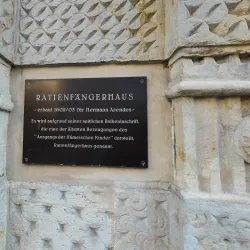 RATTENFÄNGERHAUS
- erbaut 1602/03 für Hermann Arendes -
Es wird aufgrund seiner seitlichen Balkeninschrift,
die eine der ältesten Bezeugungen des
"Ausgangs der Hämelschen Kinder" darstellt,
Rattenfängerhaus genannt.